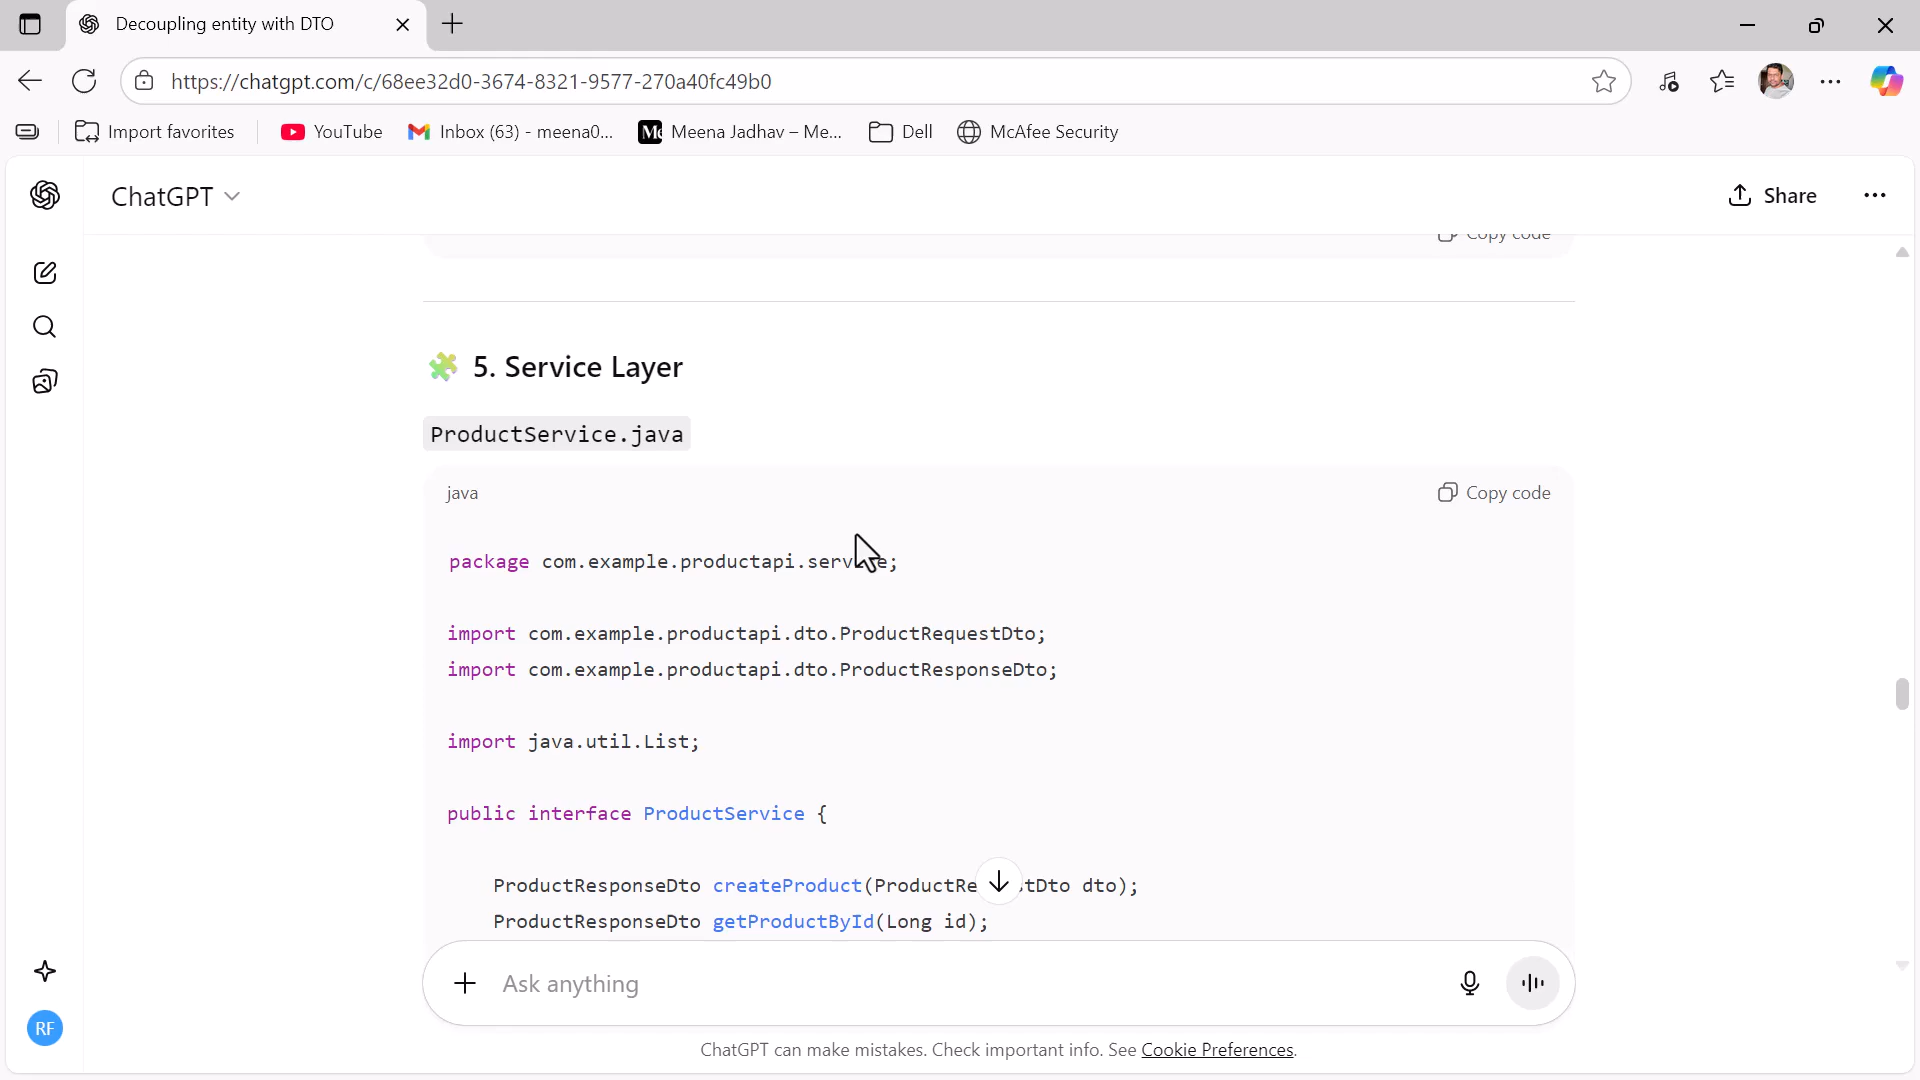 Decoupling entity with DTO
https://chatgpt.com/c/68ee32d0-3674-8321-9577-270a40fc49b0
Import favorites
YouTube
Inbox (63) - meena0...
Meena Jadhav – Me...
Dell
McAfee Security
ChatGPT
Share
Copy code
5. Service Layer
ProductService.java
java
Copy code
package com.example.productapi.service;
import com.example.productapi.dto.ProductRequestDto;
import com.example.productapi.dto.ProductResponseDto;
import java.util.List;
public interface ProductService {
ProductResponseDto createProduct(ProductRequestDto dto);
ProductResponseDto getProductById(Long id);
Ask anything
RF
ChatGPT can make mistakes. Check important info. See Cookie Preferences.